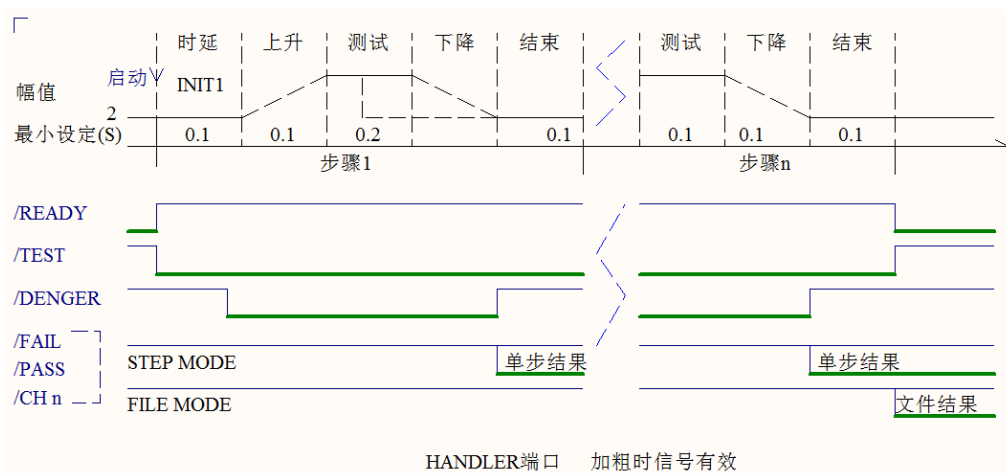 时延 上升 测试 下降 结束 测试 下降 结束
启动 INIT1
幅值
2
最小设定(S) 0.1 0.1 0.2 0.1 0.1 0.1 0.1
步骤1 步骤n
/READY
/TEST
/DENGER
/FAIL
/PASS STEP MODE 单步结果 单步结果
/CH n FILE MODE 文件结果
HANDLER端口 加粗时信号有效